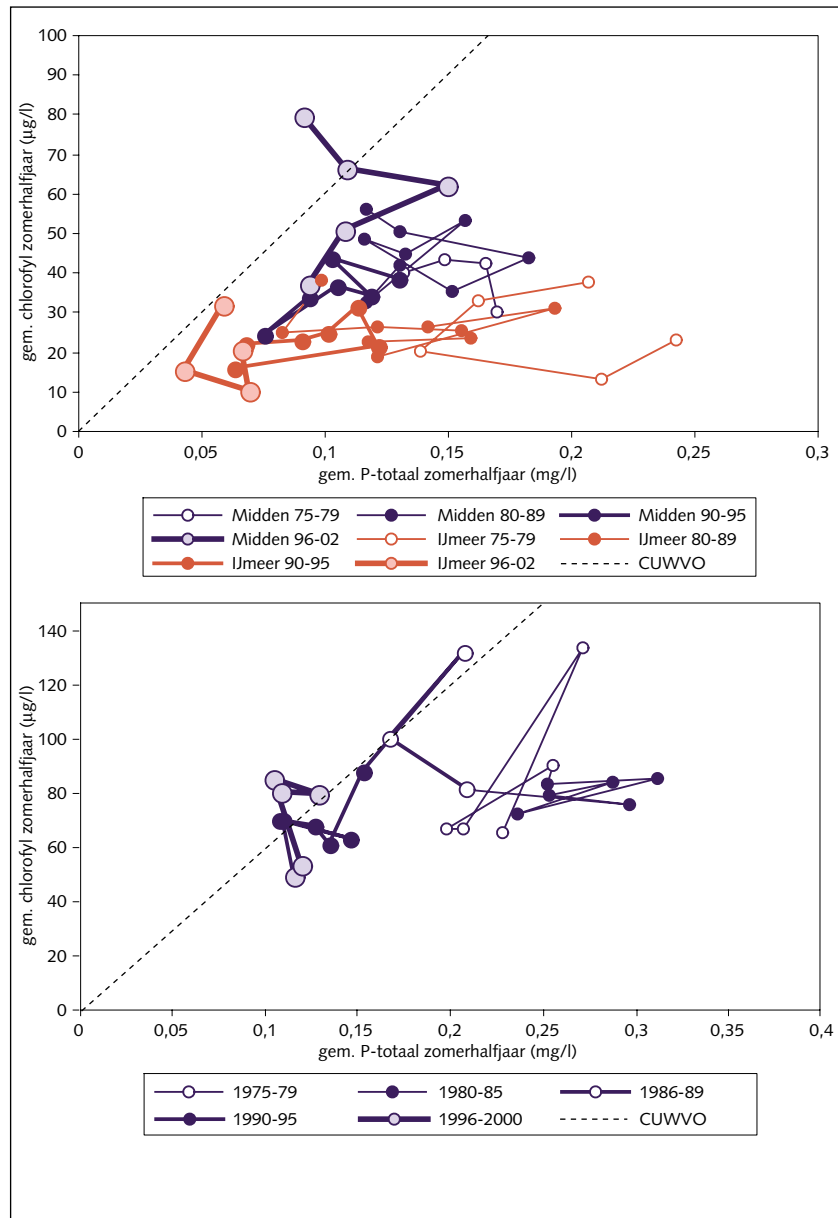 100
90
80
70
60
50
40
30
20
10
0
gem. chlorofyl zomerhalfjaar (µg/l)
0 0,05 0,1 0,15 0,2 0,25 0,3
gem. P-totaal zomerhalfjaar (mg/l)
Midden 75-79 Midden 80-89 Midden 90-95
Midden 96-02 IJmeer 75-79 IJmeer 80-89
IJmeer 90-95 IJmeer 96-02 CUWVO
140
120
100
80
60
40
20
0
gem. chlorofyl zomerhalfjaar (µg/l)
0 0,05 0,1 0,15 0,2 0,25 0,3 0,35 0,4
gem. P-totaal zomerhalfjaar (mg/l)
1975-79 1980-85 1986-89
1990-95 1996-2000 CUWVO